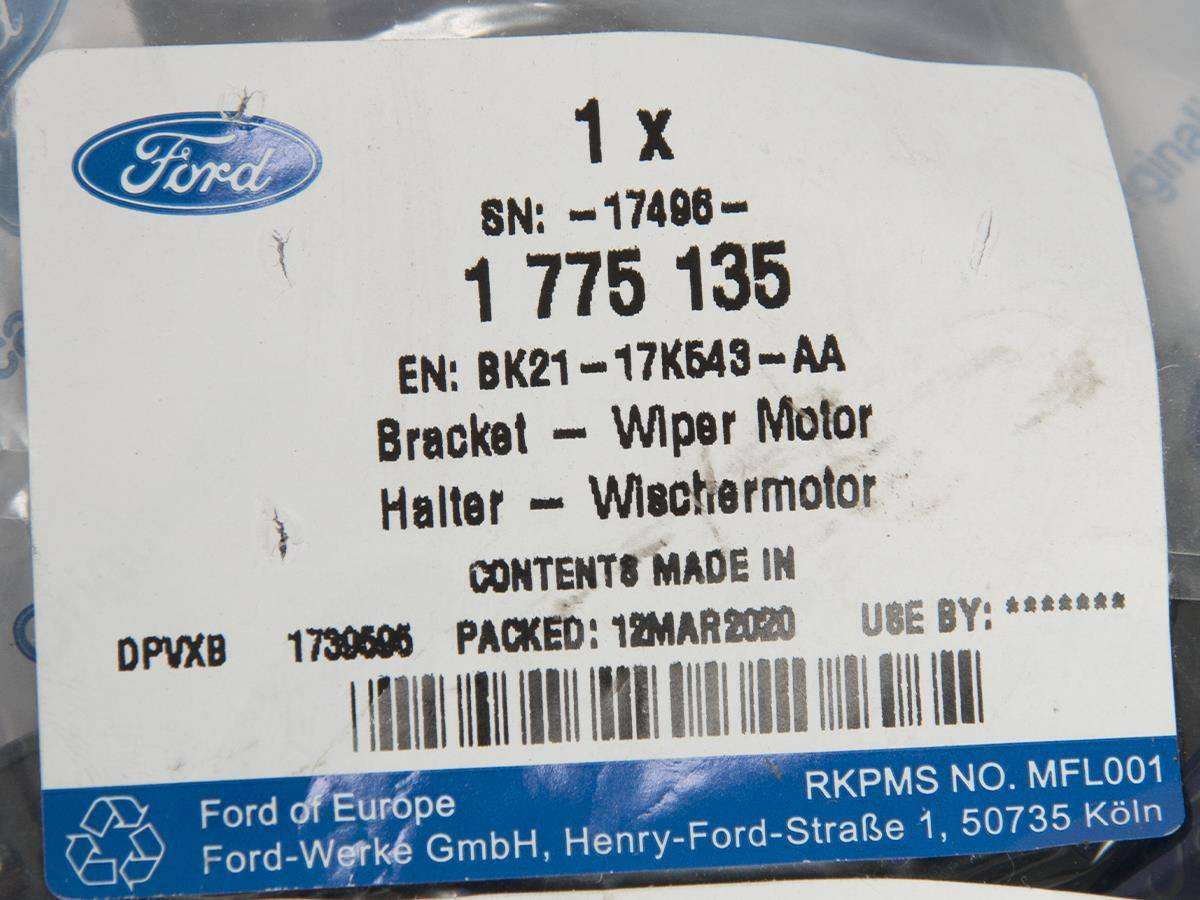 Ford
1 x
SN: -17496-
1 775 135
EN: BK21-17K543-AA
Bracket - Wiper Motor
Halter - Wischermotor
CONTENTS MADE IN
DPVXB 1739595 PACKED: 12MAR2020 USE BY: *******
RKPMS NO. MFL001
Ford of Europe
Ford-Werke GmbH, Henry-Ford-Straße 1, 50735 Köln